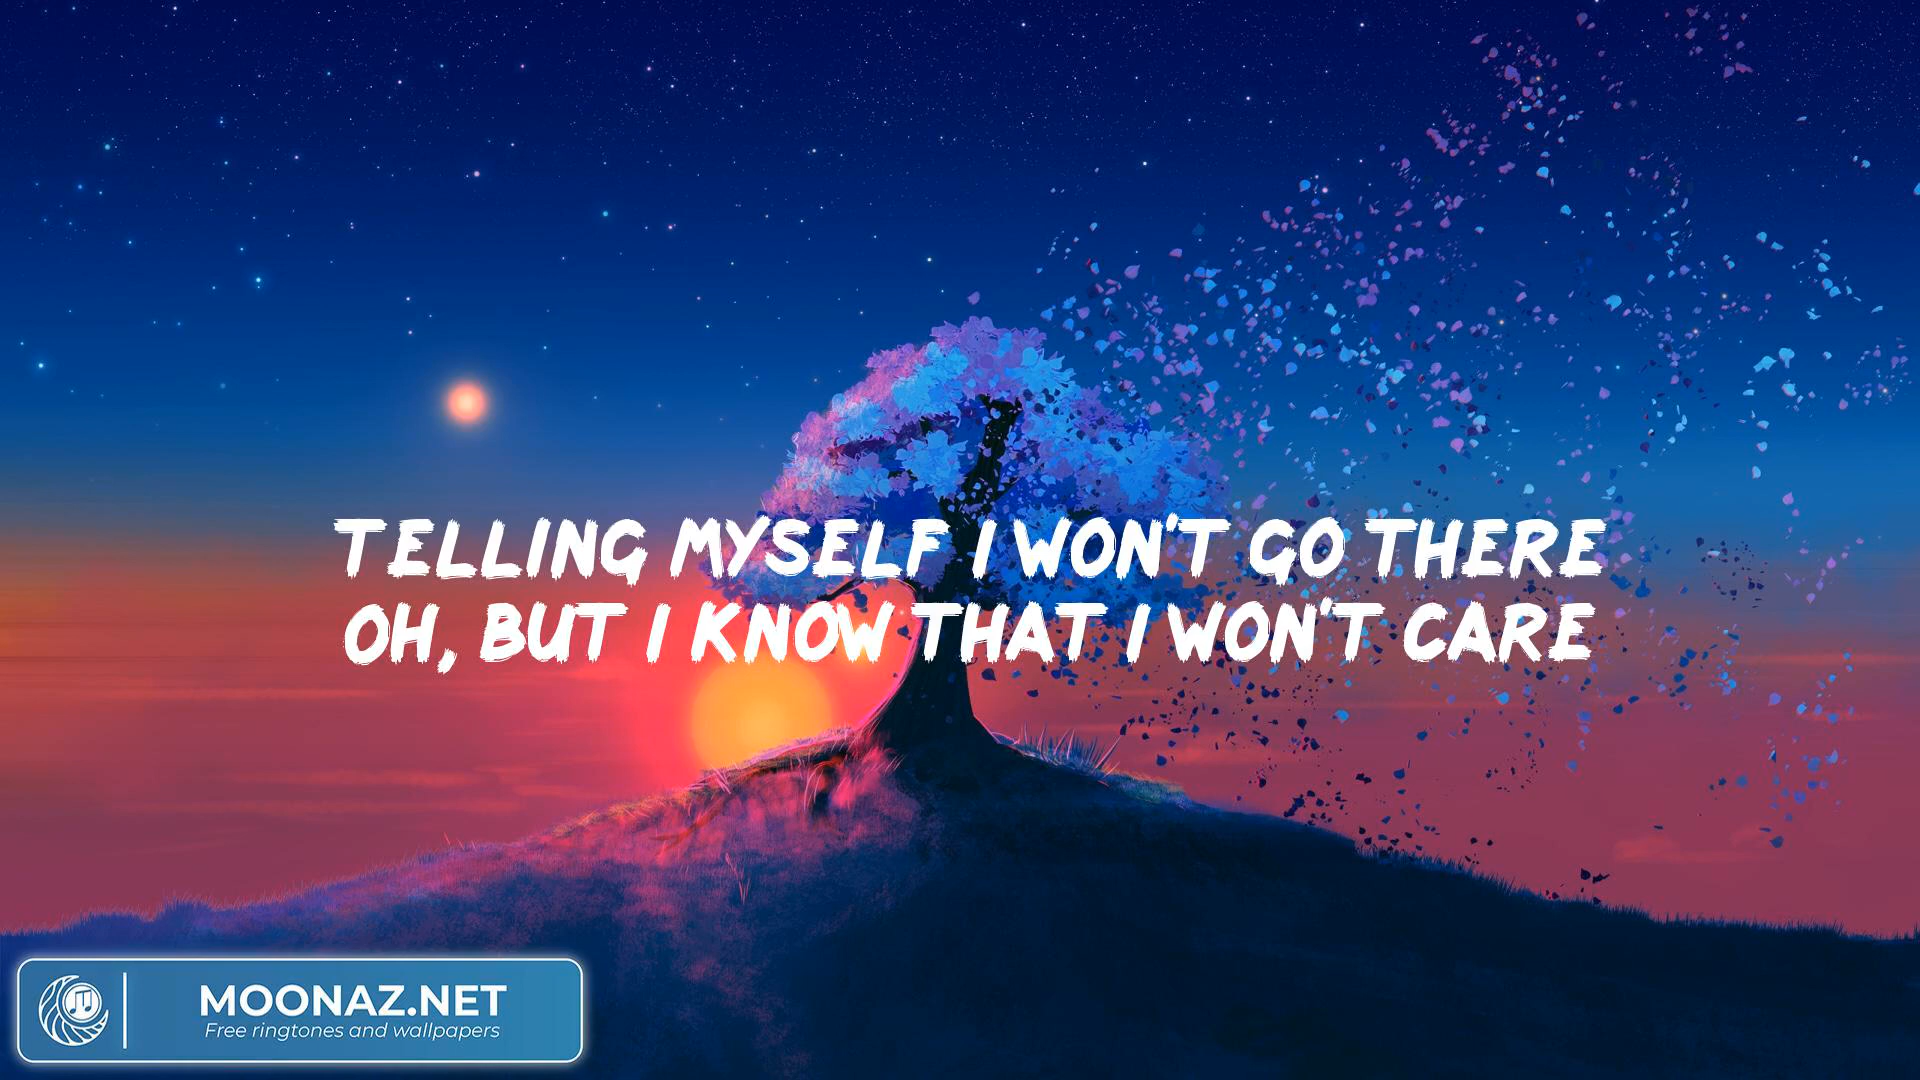 TELLING MYSELF I WON'T GO THERE
OH, BUT I KNOW THAT I WON'T CARE
MOONAZ.NET
Free ringtones and wallpapers